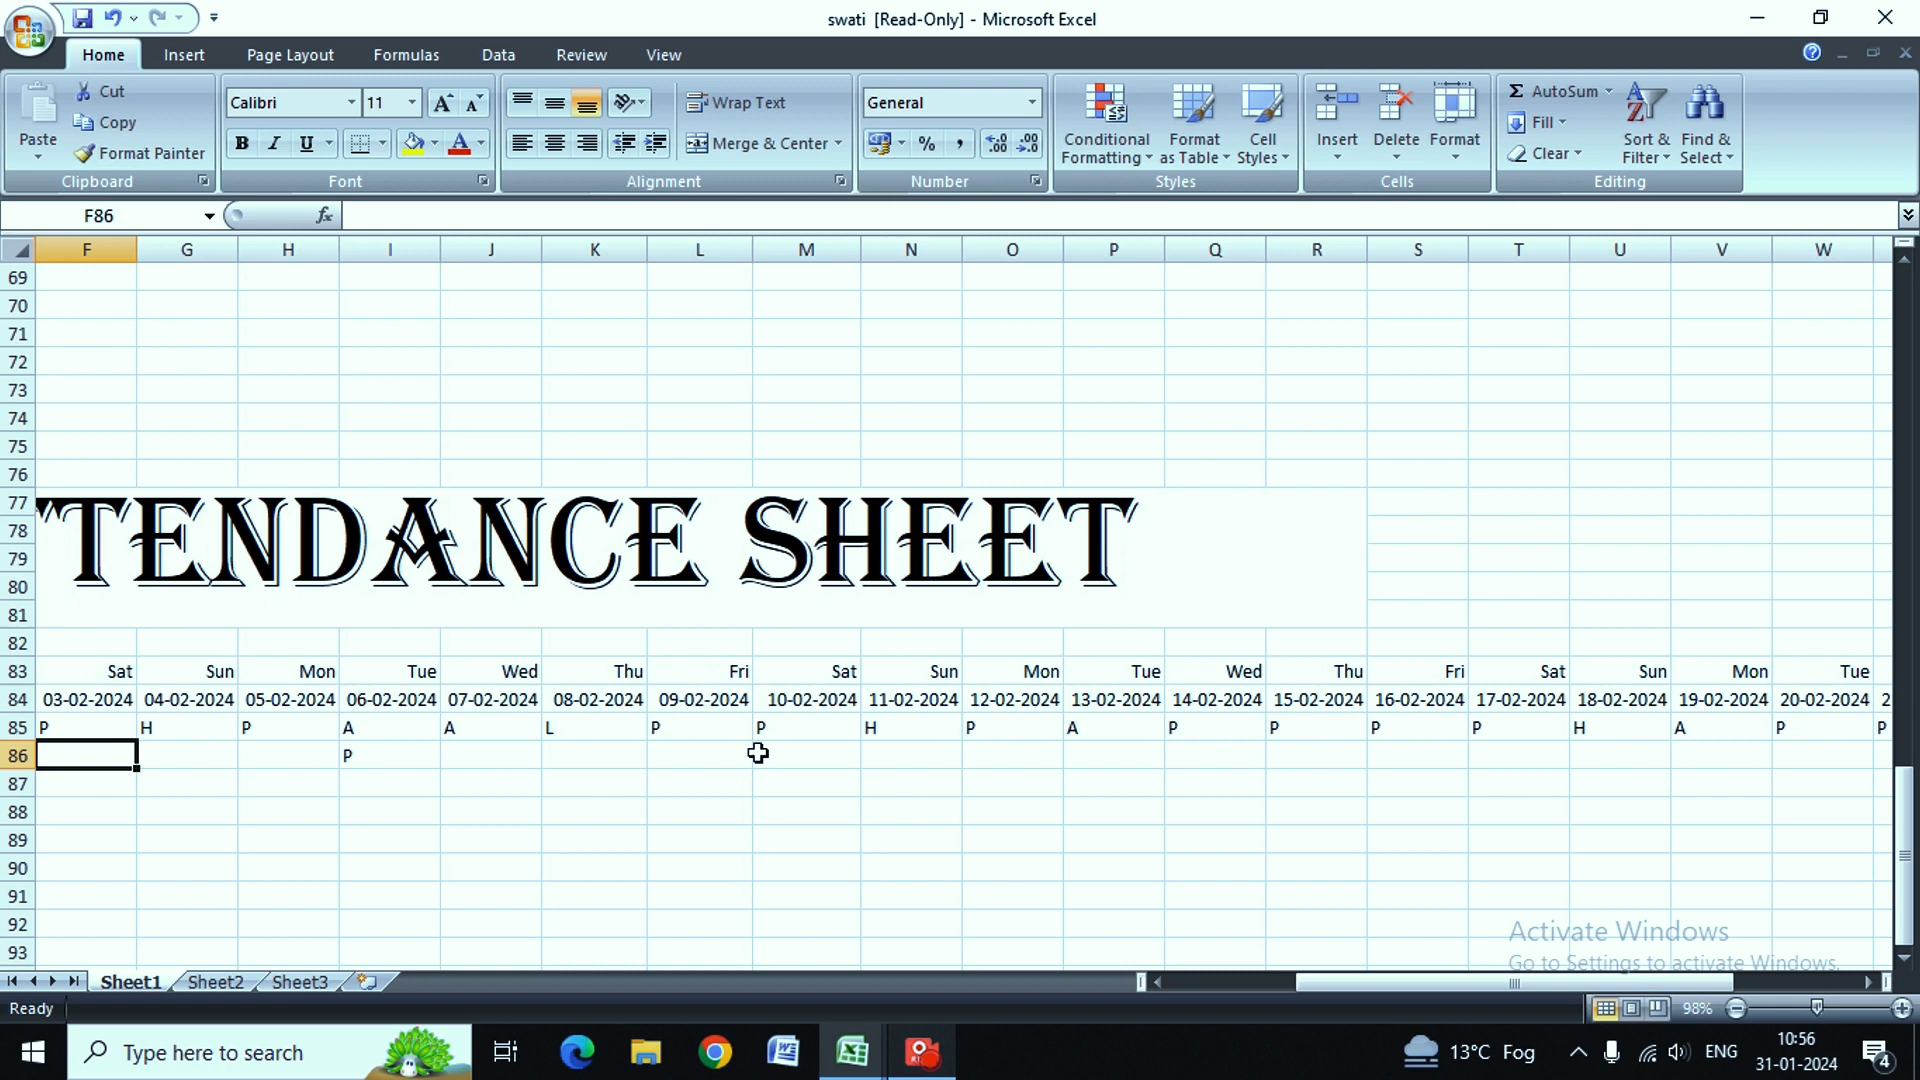 swati [Read-Only] - Microsoft Excel
Home Insert Page Layout Formulas Data Review View
Paste Cut Copy Format Painter
Clipboard
Calibri 11
B I U A
Font
Wrap Text
Merge & Center
Alignment
General
% ,
Number
Conditional Formatting Format as Table Cell Styles
Styles
Insert Delete Format
Cells
Σ AutoSum
Fill
Clear
Sort & Filter Find & Select
Editing
F86 fx
F G H I J K L M N O P Q R S T U V W
69
70
71
72
73
74
75
76
77
78
79
80
81
TENDANCE SHEET
82
83 Sat Sun Mon Tue Wed Thu Fri Sat Sun Mon Tue Wed Thu Fri Sat Sun Mon Tue
84 03-02-2024 04-02-2024 05-02-2024 06-02-2024 07-02-2024 08-02-2024 09-02-2024 10-02-2024 11-02-2024 12-02-2024 13-02-2024 14-02-2024 15-02-2024 16-02-2024 17-02-2024 18-02-2024 19-02-2024 20-02-2024 2
85 P H P A A L P P H P A P P P P H A P P
86 P
87
88
89
90
91
92
93
Activate Windows
Go to Settings to activate Windows.
Sheet1 Sheet2 Sheet3
Ready 98%
Type here to search 13°C Fog ENG 10:56
31-01-2024 4